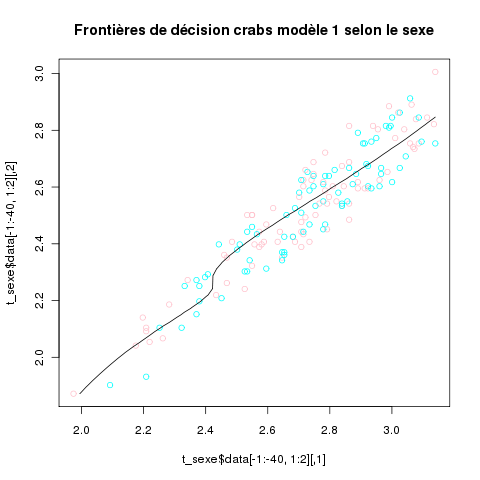 Frontières de décision crabs modèle 1 selon le sexe
t_sexe$data[-1:-40, 1:2][,2]
3.0
2.8
2.6
2.4
2.2
2.0
2.0 2.2 2.4 2.6 2.8 3.0
t_sexe$data[-1:-40, 1:2][,1]